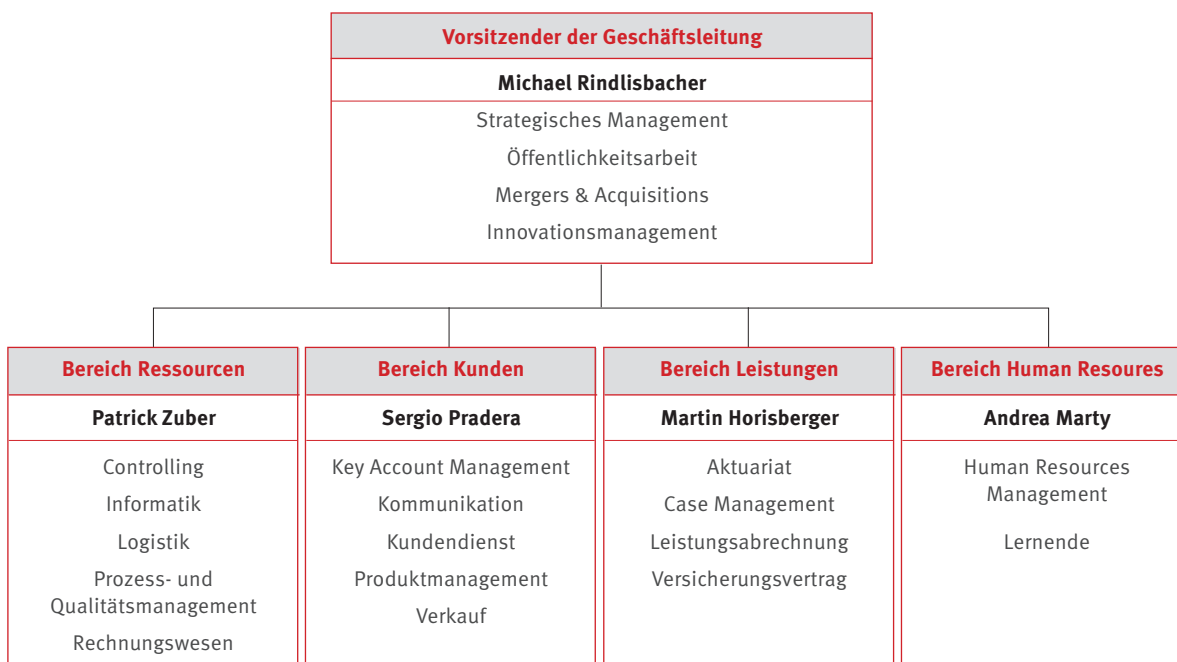 Vorsitzender der Geschäftsleitung
Michael Rindlisbacher
Strategisches Management
Öffentlichkeitsarbeit
Mergers & Acquisitions
Innovationsmanagement
Bereich Ressourcen
Patrick Zuber
Controlling
Informatik
Logistik
Prozess- und
Qualitätsmanagement
Rechnungswesen
Bereich Kunden
Sergio Pradera
Key Account Management
Kommunikation
Kundendienst
Produktmanagement
Verkauf
Bereich Leistungen
Martin Horisberger
Aktuariat
Case Management
Leistungsabrechnung
Versicherungsvertrag
Bereich Human Resoures
Andrea Marty
Human Resources
Management
Lernende